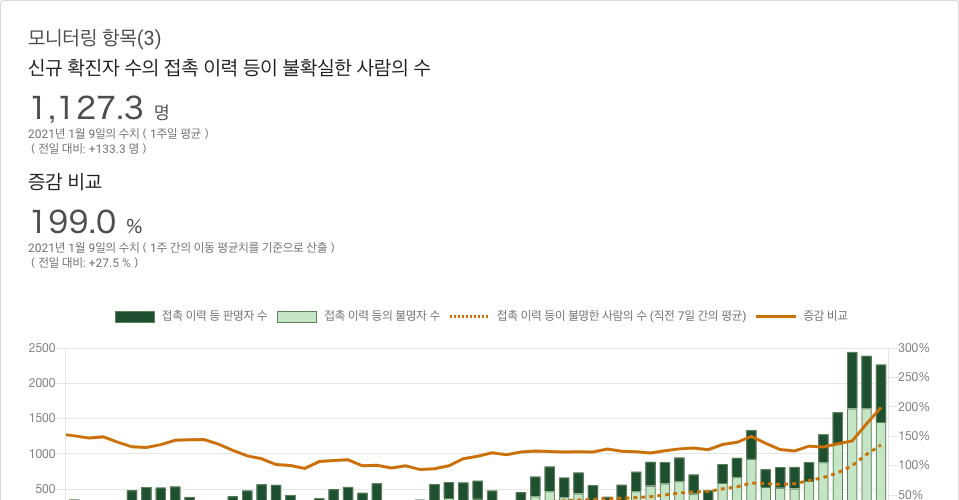 모니터링 항목(3)
신규 확진자 수의 접촉 이력 등이 불확실한 사람의 수
1,127.3 명
2021년 1월 9일의 수치 ( 1주일 평균 )
( 전일 대비: +133.3 명 )
증감 비교
199.0 %
2021년 1월 9일의 수치 ( 1주 간의 이동 평균치를 기준으로 산출 )
( 전일 대비: +27.5 % )
접촉 이력 등 판명자 수 접촉 이력 등의 불명자 수 접촉 이력 등이 불명한 사람의 수 (직전 7일 간의 평균) 증감 비교
2500 300%
2000 250%
1500 200%
150%
1000 100%
500 50%